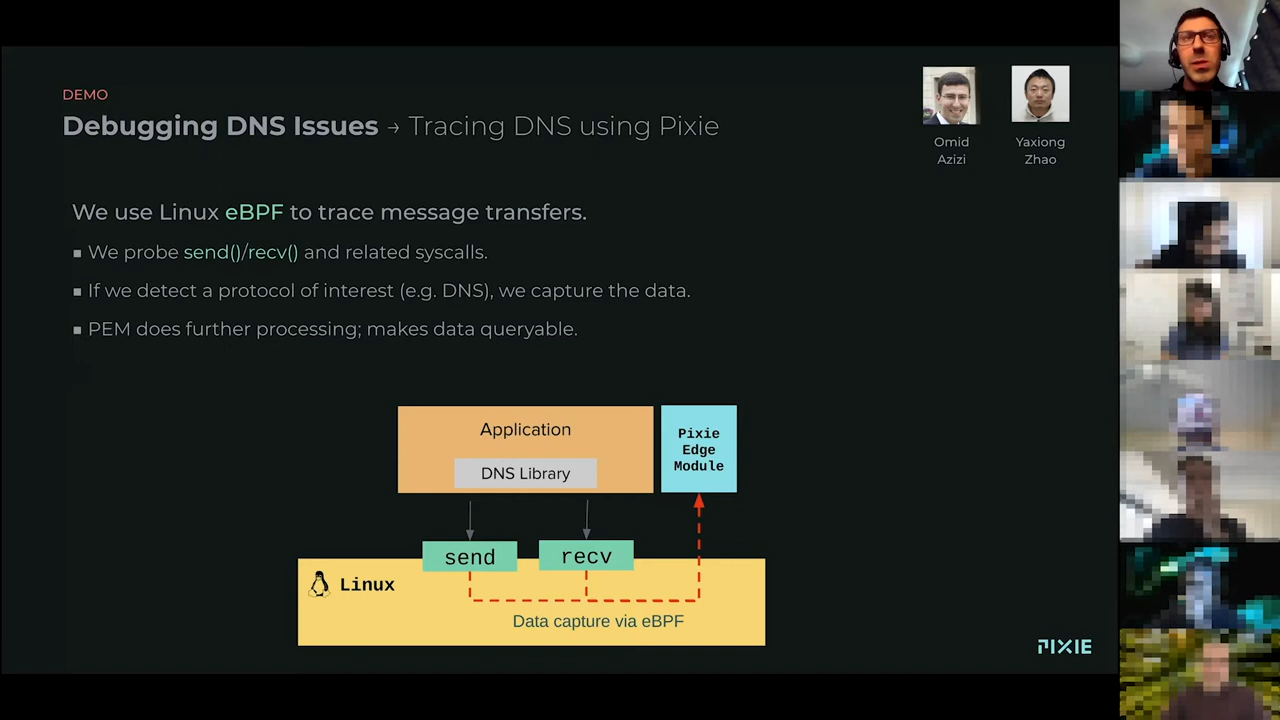 DEMO
Debugging DNS Issues → Tracing DNS using Pixie
Omid
Azizi
Yaxiong
Zhao
We use Linux eBPF to trace message transfers.
▪ We probe send()/recv() and related syscalls.
▪ If we detect a protocol of interest (e.g. DNS), we capture the data.
▪ PEM does further processing; makes data queryable.
Application
DNS Library
Pixie
Edge
Module
send
recv
Linux
Data capture via eBPF
PIXIE